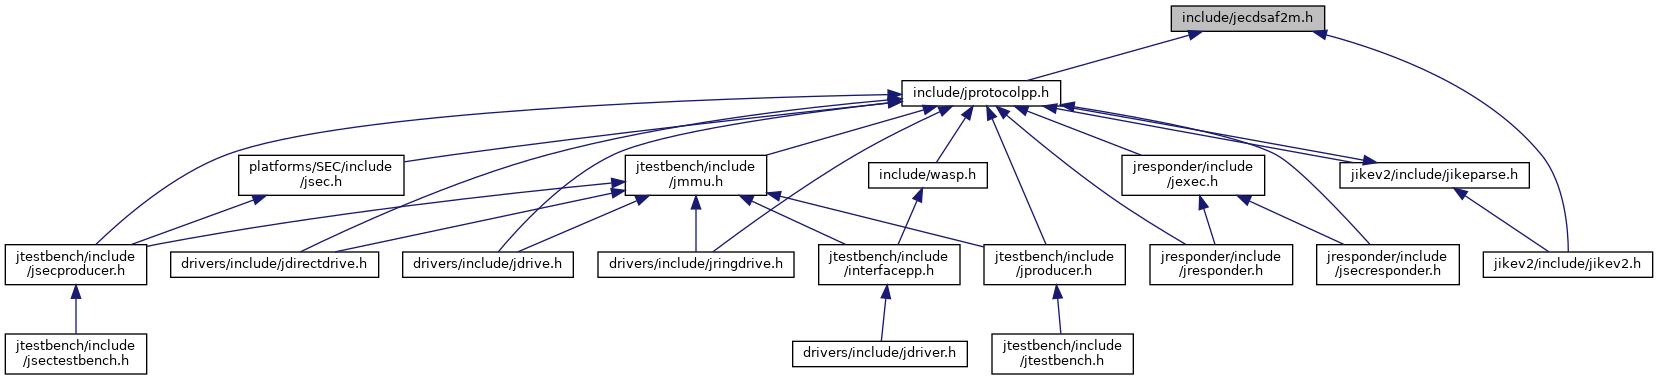 include/jecdsaf2m.h
include/jprotocolpp.h
platforms/SEC/include
/jsec.h
jtestbench/include
/jmmu.h
include/wasp.h
jresponder/include
/jexec.h
jikev2/include/jikeparse.h
jtestbench/include
/jsecproducer.h
drivers/include/jdirectdrive.h
drivers/include/jdrive.h
drivers/include/jringdrive.h
jtestbench/include
/interfacepp.h
jtestbench/include
/jproducer.h
jresponder/include
/jresponder.h
jresponder/include
/jsecresponder.h
jikev2/include/jikev2.h
jtestbench/include
/jsectestbench.h
drivers/include/jdriver.h
jtestbench/include
/jtestbench.h